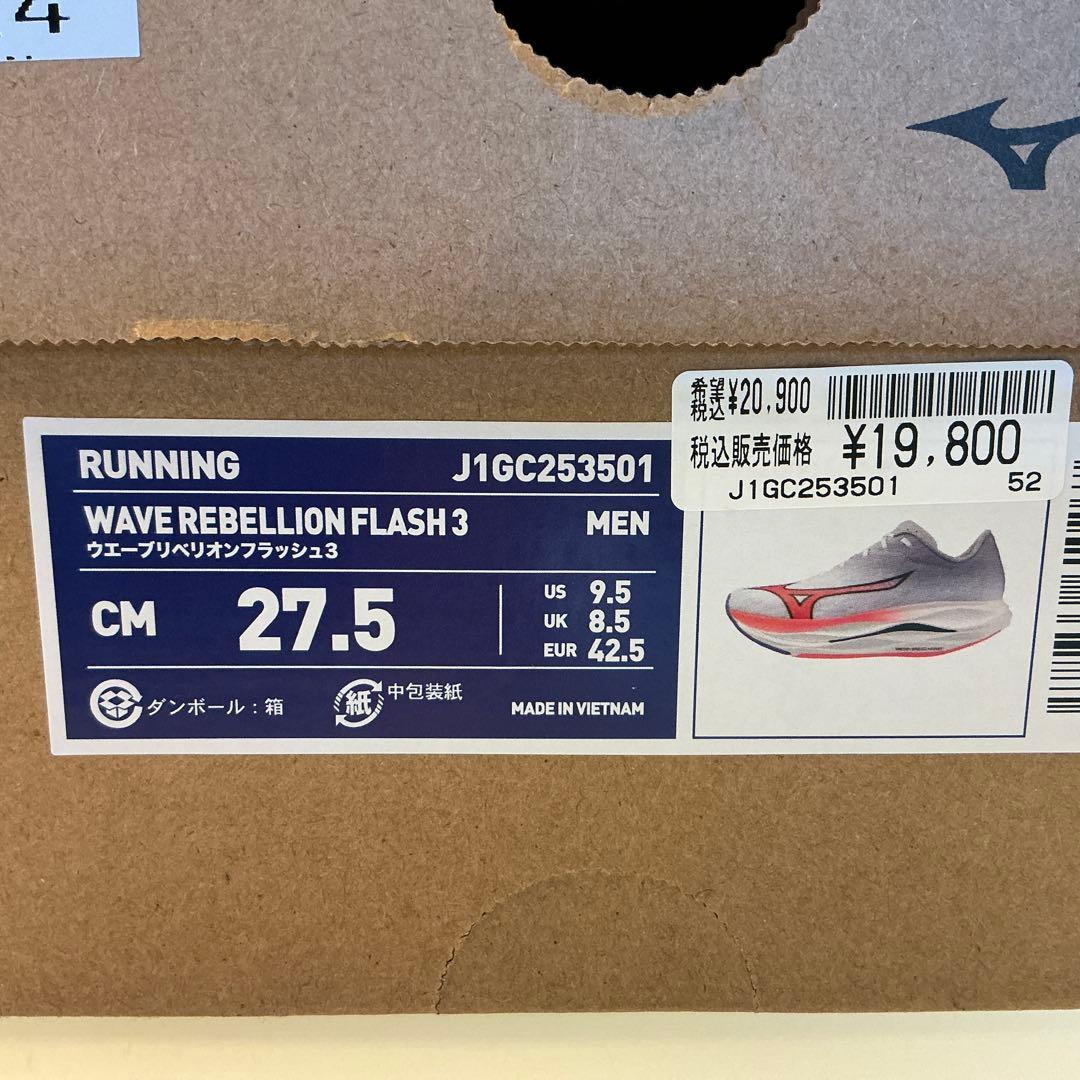 4
希望
税込 ¥20,900
税込販売価格 ¥19,800
J1GC253501 52
RUNNING J1GC253501
WAVE REBELLION FLASH 3 MEN
ウエーブリベリオンフラッシュ3
CM 27.5
US 9.5
UK 8.5
EUR 42.5
ダンボール：箱
紙 中包装紙
MADE IN VIETNAM